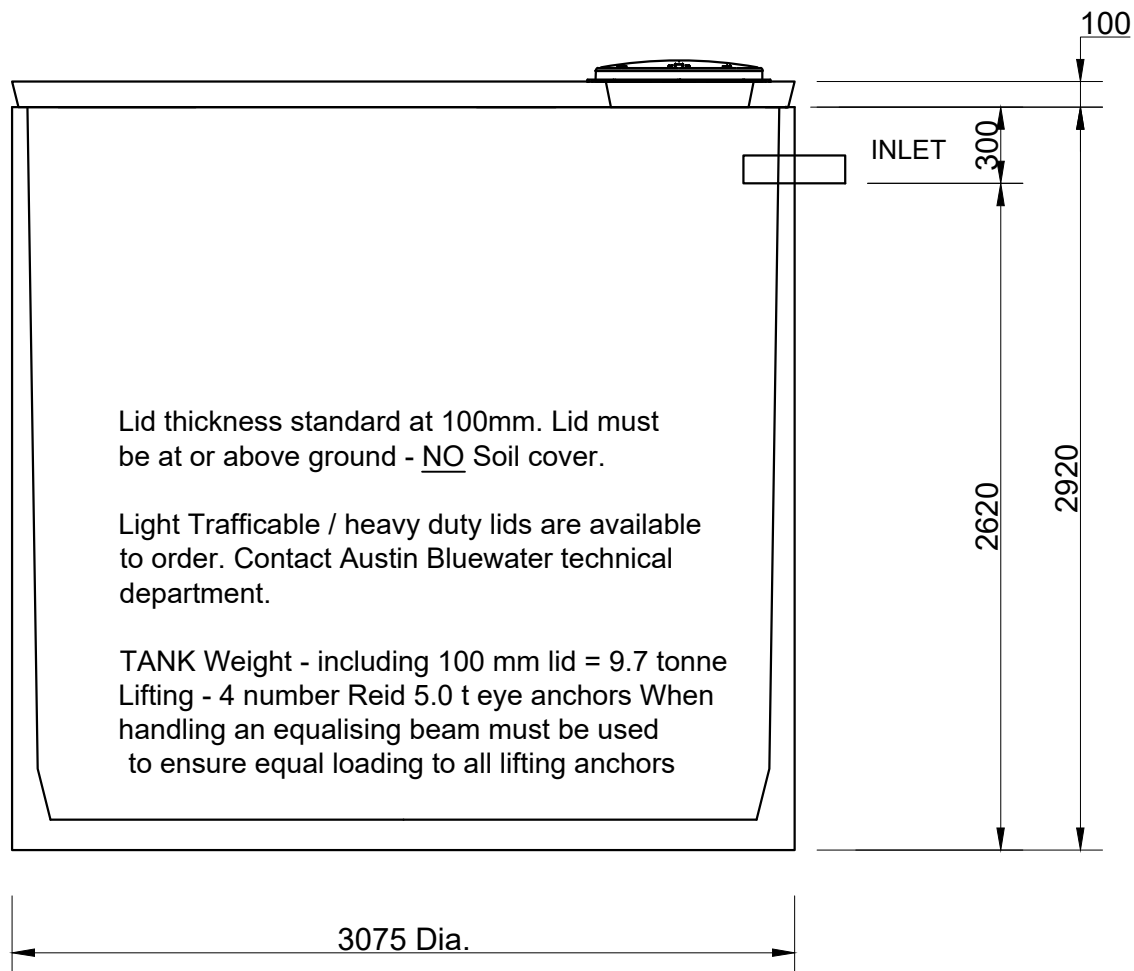 100
INLET
300
Lid thickness standard at 100mm. Lid must
be at or above ground - NO Soil cover.
Light Trafficable / heavy duty lids are available
to order. Contact Austin Bluewater technical
department.
TANK Weight - including 100 mm lid = 9.7 tonne
Lifting - 4 number Reid 5.0 t eye anchors When
handling an equalising beam must be used
to ensure equal loading to all lifting anchors
2620
2920
3075 Dia.